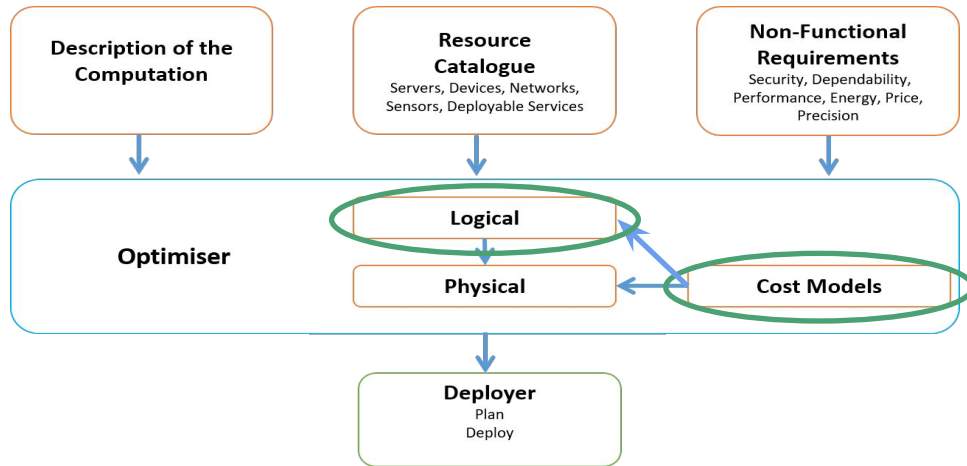 Description of the
Computation
Resource
Catalogue
Servers, Devices, Networks,
Sensors, Deployable Services
Non-Functional
Requirements
Security, Dependability,
Performance, Energy, Price,
Precision
Optimiser
Logical
Physical
Cost Models
Deployer
Plan
Deploy